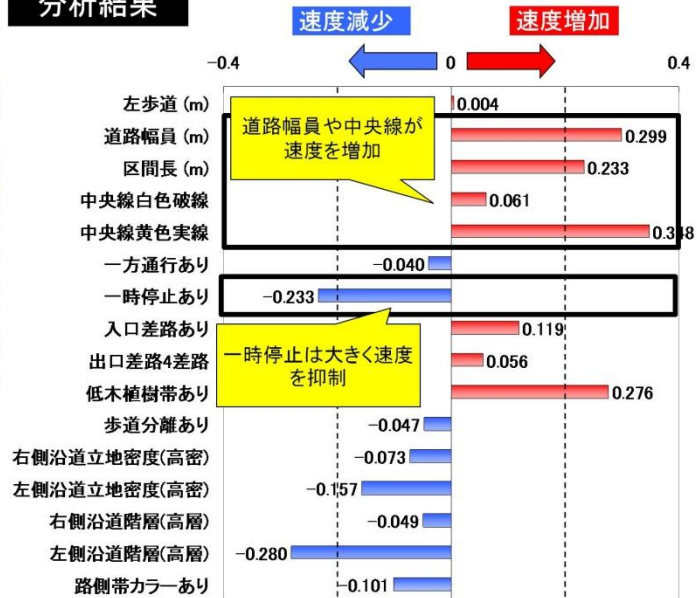 分析結果
速度減少
速度増加
-0.4
0
0.4
左歩道 (m)
0.004
道路幅員 (m)
0.299
区間長 (m)
0.233
中央線白色破線
0.061
中央線黄色実線
0.348
一方通行あり
-0.040
一時停止あり
-0.233
入口差路あり
0.119
出口差路4差路
0.056
低木植樹帯あり
0.276
歩道分離あり
-0.047
右側沿道立地密度(高密)
-0.073
左側沿道立地密度(高密)
-0.157
右側沿道階層(高層)
-0.049
左側沿道階層(高層)
-0.280
路側帯カラーあり
-0.101
道路幅員や中央線が
速度を増加
一時停止は大きく速度
を抑制